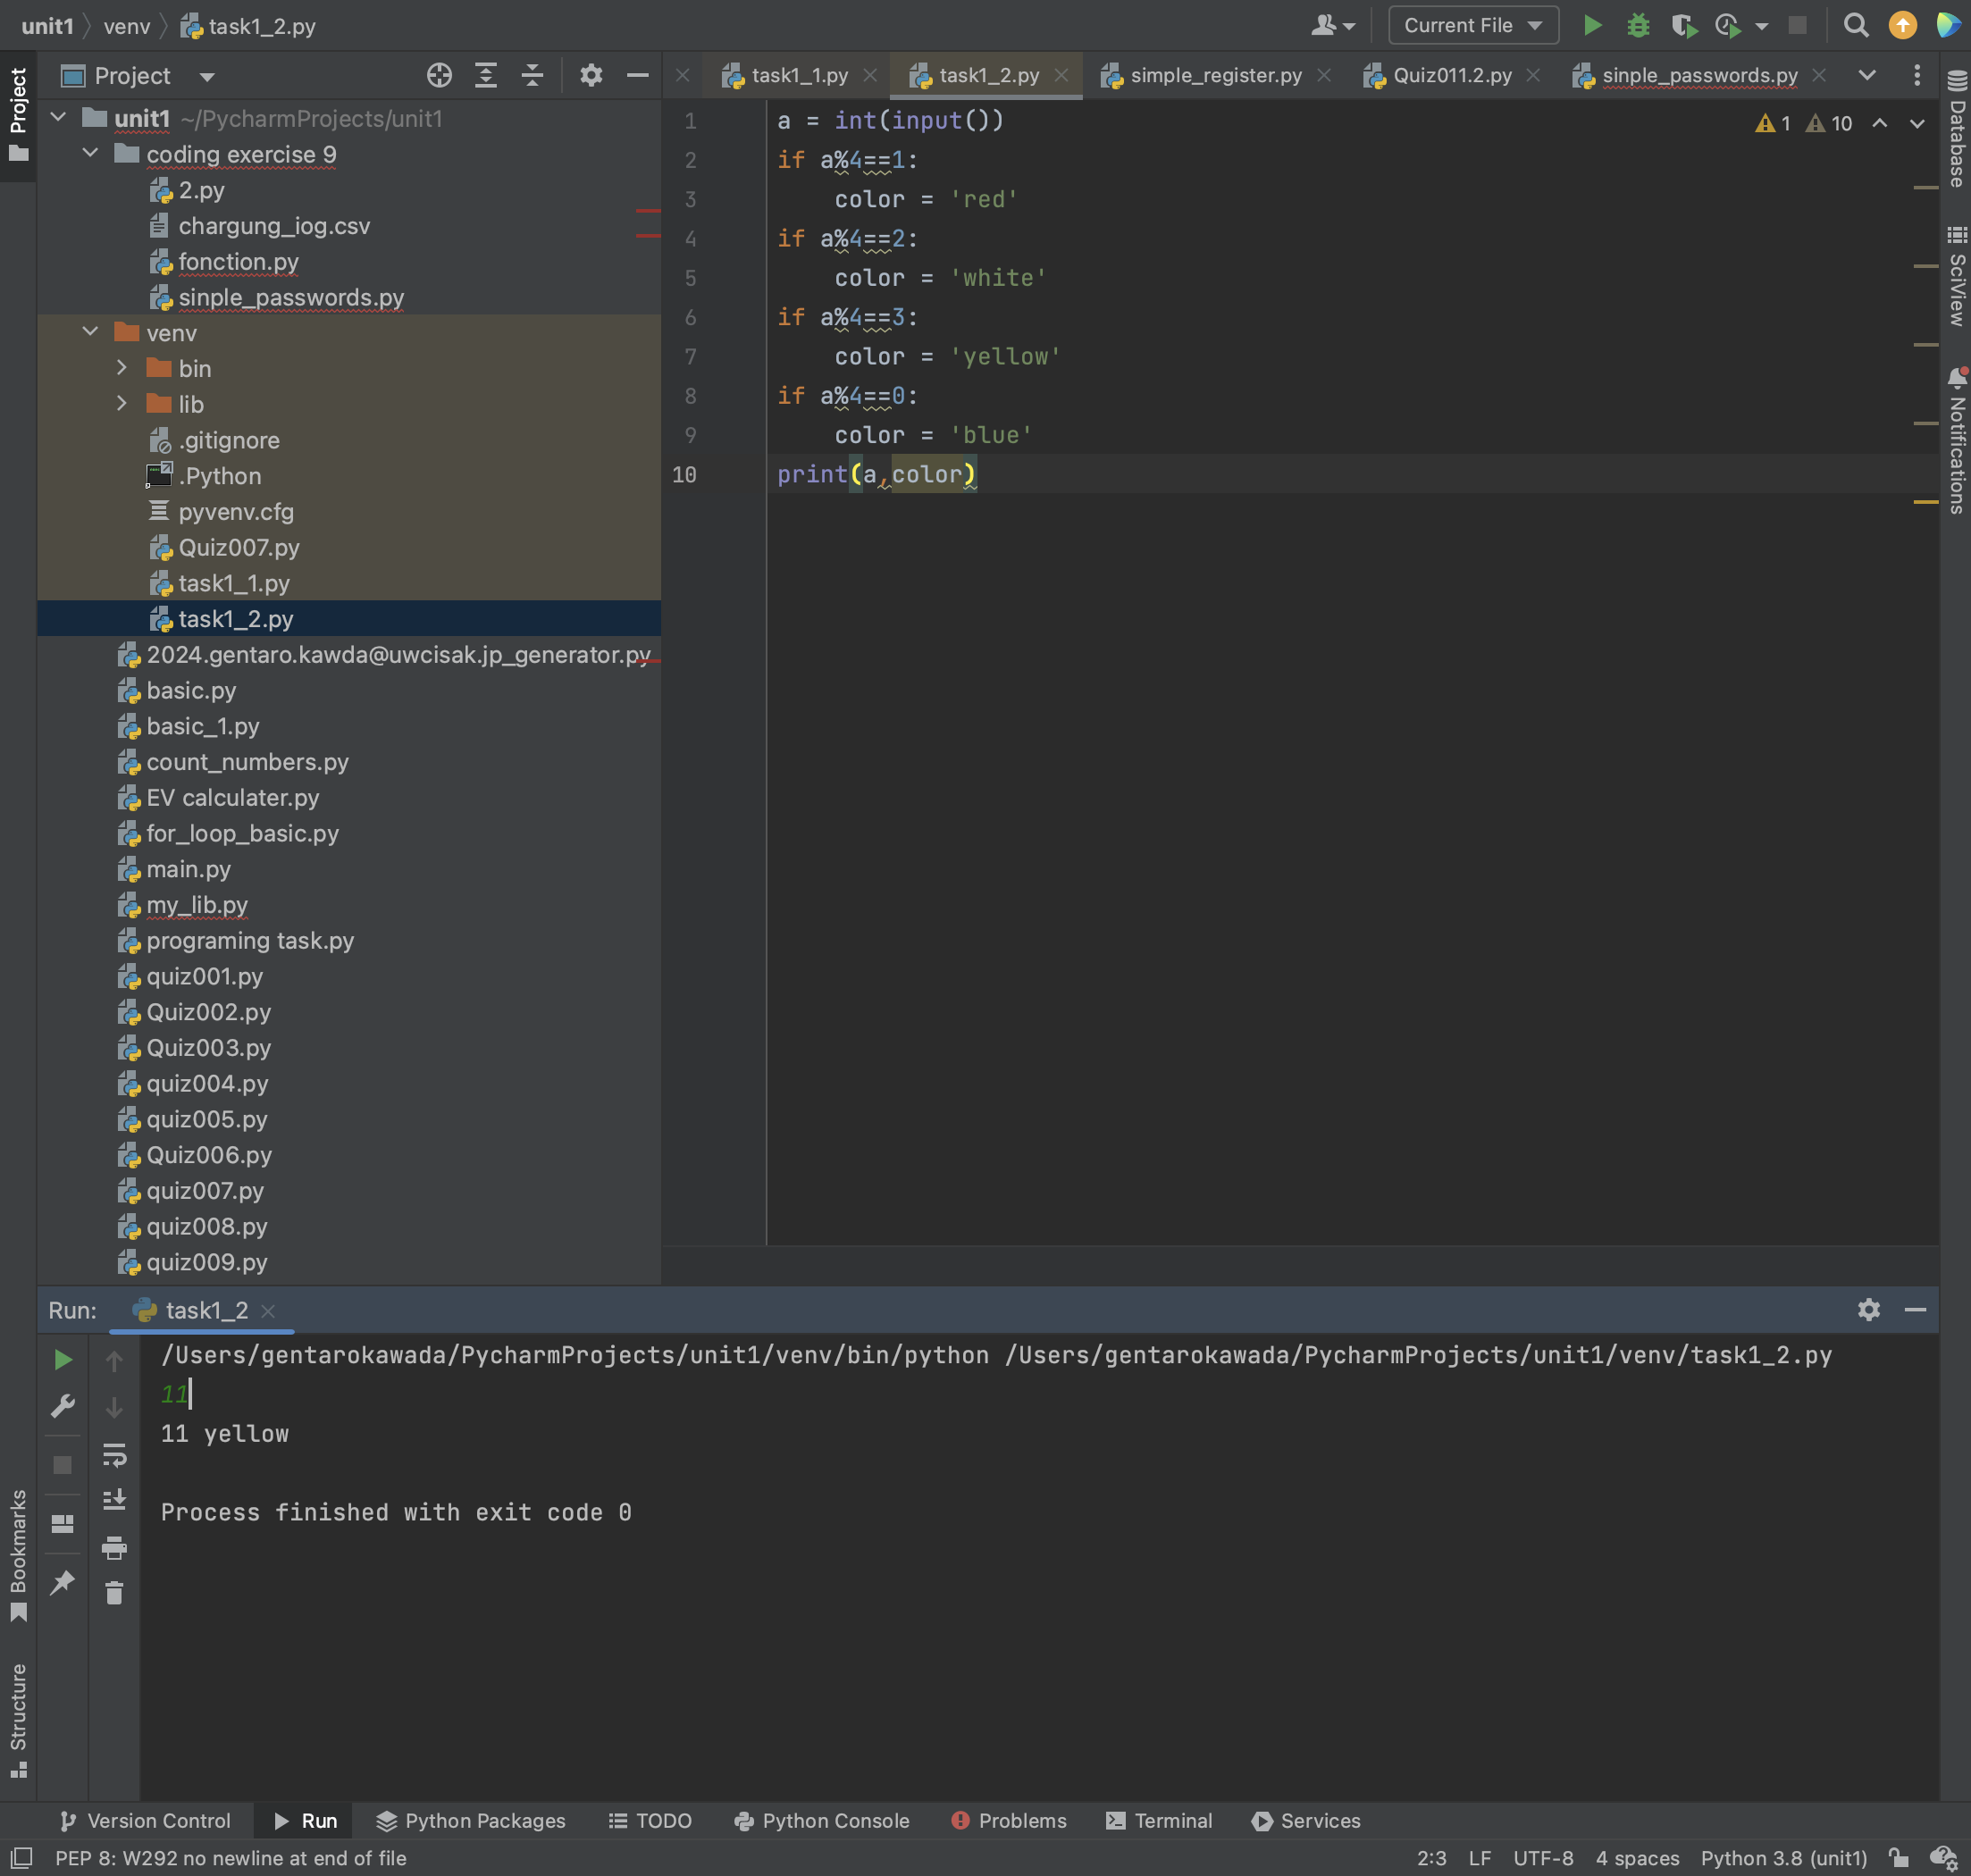 unit1 venv task1_2.py
Current File
Project
Project
task1_1.py
task1_2.py
simple_register.py
Quiz011.2.py
sinple_passwords.py
unit1 ~/PycharmProjects/unit1
coding exercise 9
2.py
chargung_iog.csv
fonction.py
sinple_passwords.py
venv
bin
lib
.gitignore
.Python
pyvenv.cfg
Quiz007.py
task1_1.py
task1_2.py
2024.gentaro.kawda@uwcisak.jp_generator.py
basic.py
basic_1.py
count_numbers.py
EV calculater.py
for_loop_basic.py
main.py
my_lib.py
programing task.py
quiz001.py
Quiz002.py
Quiz003.py
quiz004.py
quiz005.py
Quiz006.py
quiz007.py
quiz008.py
quiz009.py
1 a = int(input())
2 if a%4==1:
3     color = 'red'
4 if a%4==2:
5     color = 'white'
6 if a%4==3:
7     color = 'yellow'
8 if a%4==0:
9     color = 'blue'
10 print(a,color)
1 10
Database
SciView
Notifications
Run: task1_2
/Users/gentarokawada/PycharmProjects/unit1/venv/bin/python /Users/gentarokawada/PycharmProjects/unit1/venv/task1_2.py
11
11 yellow
Process finished with exit code 0
Bookmarks
Structure
Version Control
Run
Python Packages
TODO
Python Console
Problems
Terminal
Services
PEP 8: W292 no newline at end of file
2:3 LF UTF-8 4 spaces Python 3.8 (unit1)